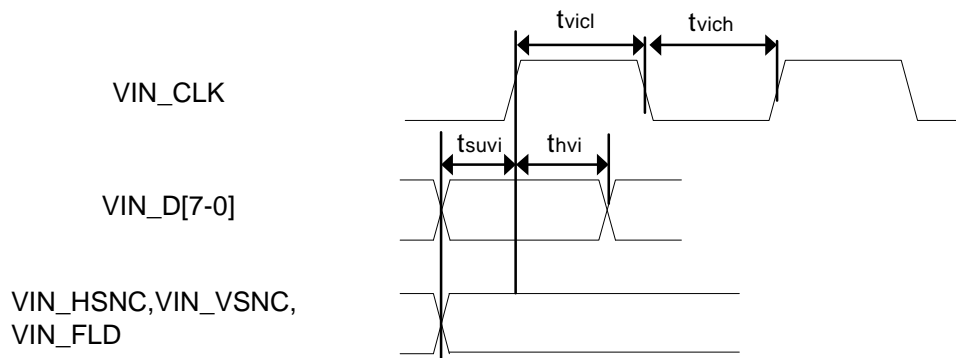 tvicl
tvich
VIN_CLK
tsuvi
thvi
VIN_D[7-0]
VIN_HSNC,VIN_VSNC,
VIN_FLD